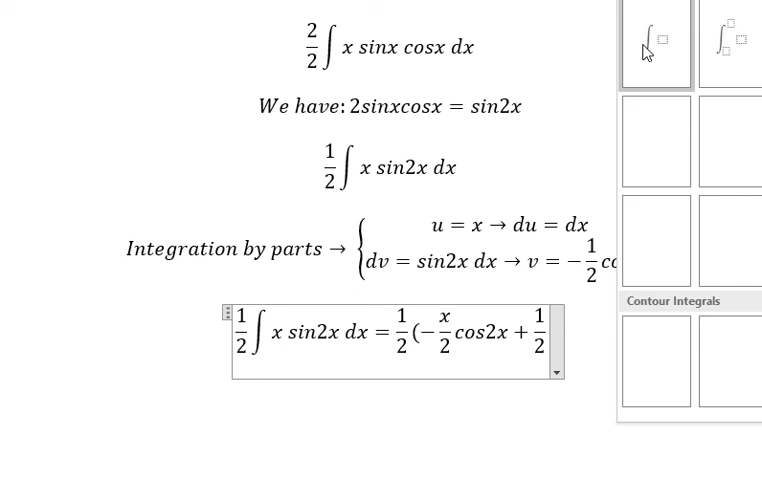 2/2 ∫ x sinx cosx dx
We have: 2sinxcosx = sin2x
1/2 ∫ x sin2x dx
Integration by parts → { u = x → du = dx
dv = sin2x dx → v = − 1/2 co
Contour Integrals
1/2 ∫ x sin2x dx = 1/2 (− x/2 cos2x + 1/2